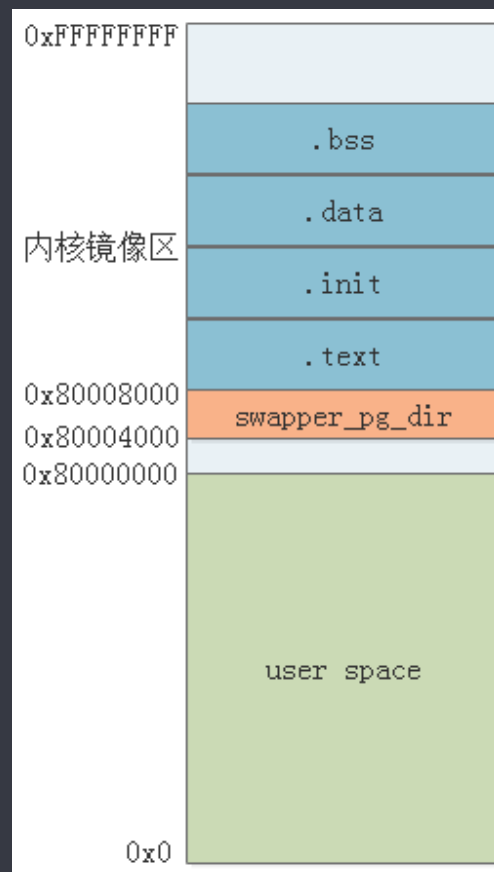 0xFFFFFFFF
.bss
.data
内核镜像区
.init
.text
0x80008000
swapper_pg_dir
0x80004000
0x80000000
user space
0x0